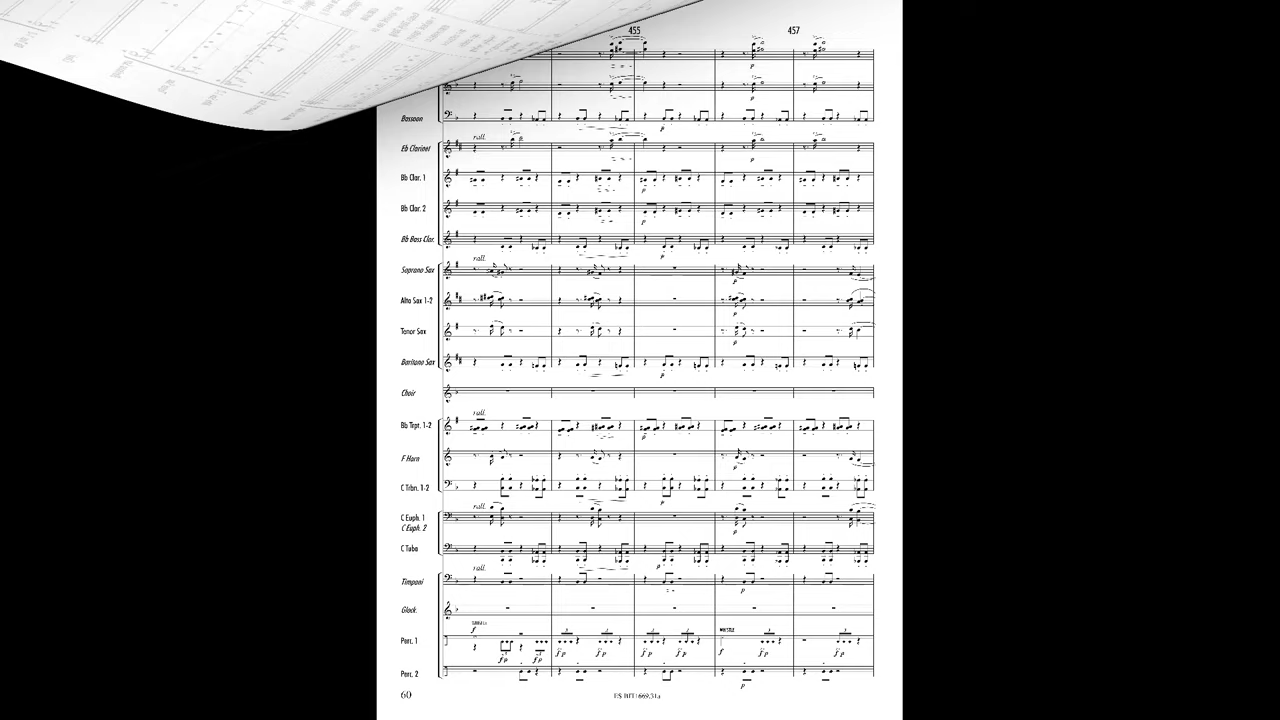 455 457
Bassoon
rall.
Eb Clarinet
Bb Clar. 1
Bb Clar. 2
Bb Bass Clar.
rall.
Soprano Sax
Alto Sax 1-2
Tenor Sax
Baritone Sax
Choir
rall.
Bb Trpt. 1-2
F Horn
C Trbn. 1-2
rall.
C Euph. 1
C Euph. 2
C Tuba
rall.
Timpani
Glock.
WHISTLE
Perc. 1
Perc. 2
60